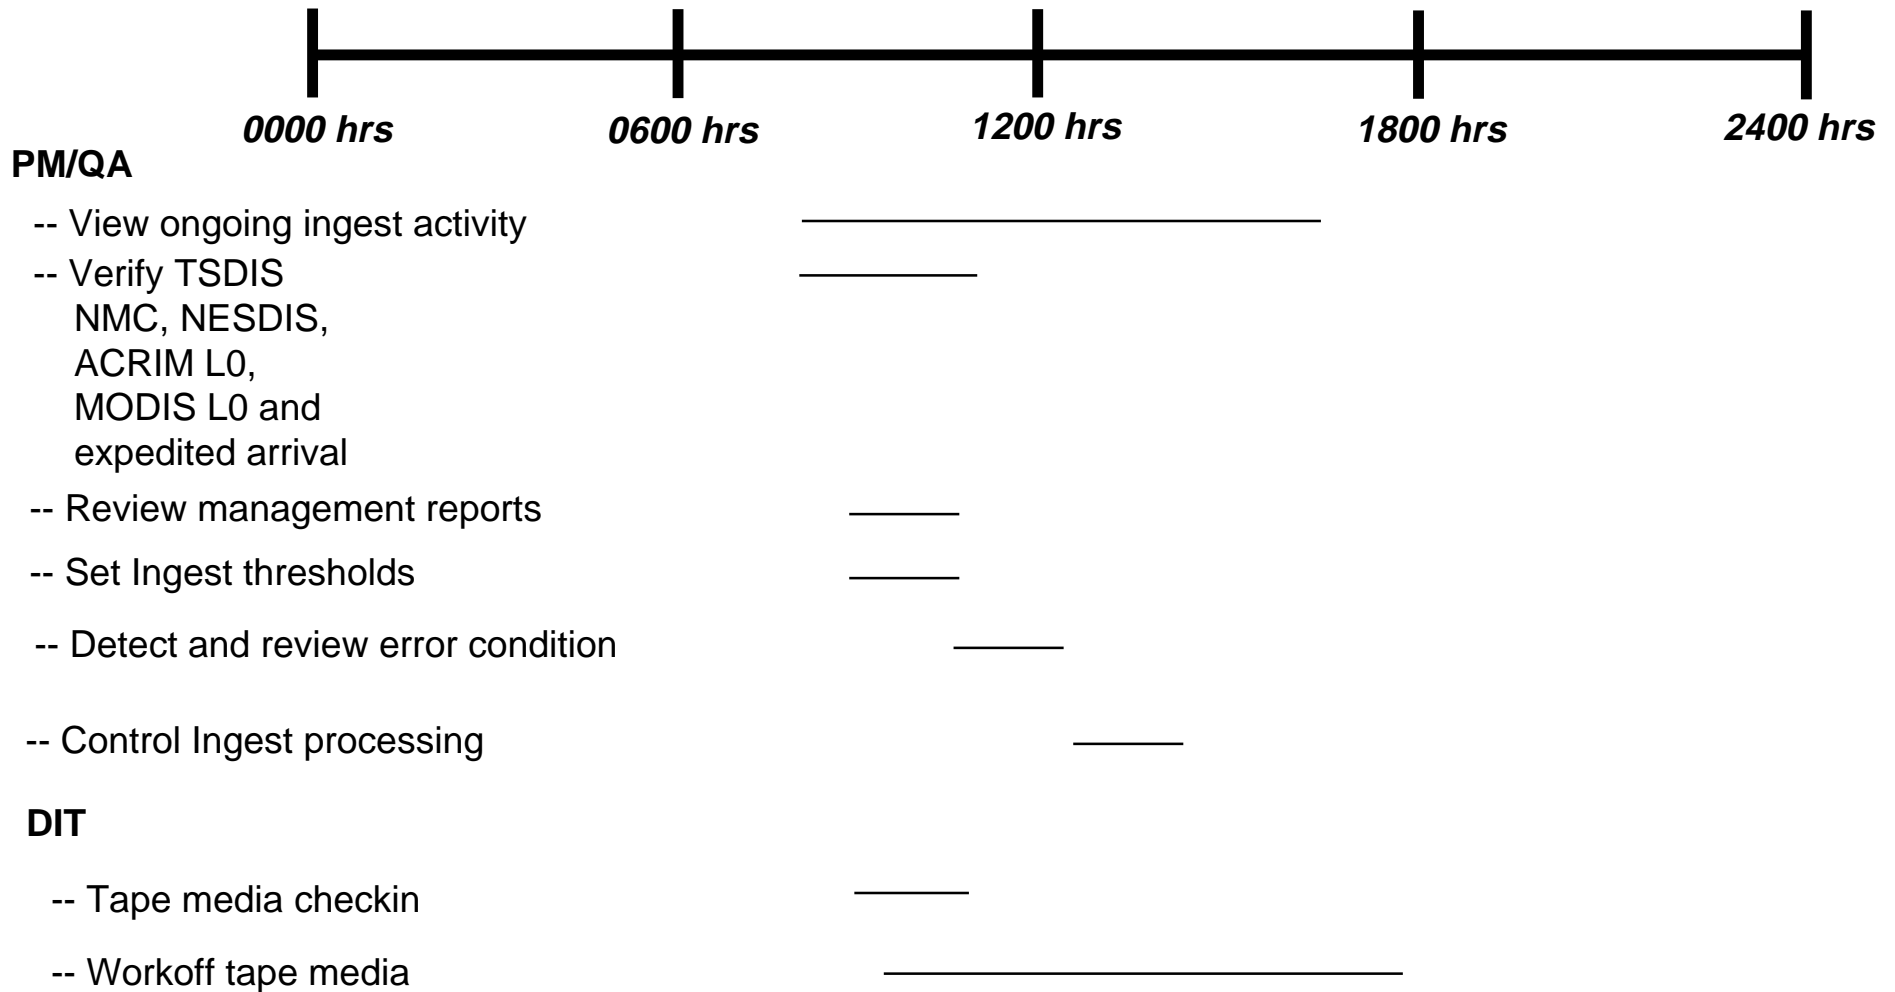 0000 hrs 0600 hrs 1200 hrs 1800 hrs 2400 hrs
PM/QA
-- View ongoing ingest activity
-- Verify TSDIS
NMC, NESDIS,
ACRIM L0,
MODIS L0 and
expedited arrival
-- Review management reports
-- Set Ingest thresholds
-- Detect and review error condition
-- Control Ingest processing
DIT
-- Tape media checkin
-- Workoff tape media